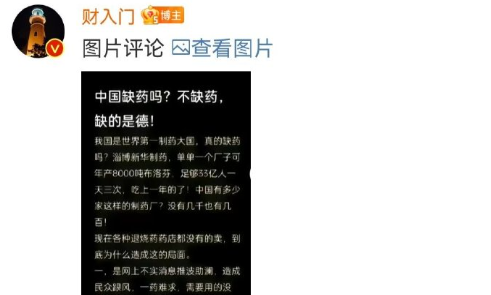 财入门 博主
图片评论 查看图片
中国缺药吗？不缺药，
缺的是德！
我国是世界第一制药大国，真的缺药
吗？淄博新华制药，单单一个厂子可
年产8000吨布洛芬，足够33亿人一
天三次，吃上一年的了！中国有多少
家这样的制药厂？没有几千也有几
百！
现在各种退烧药药店都没有的卖，到
底为什么造成这的局面。
一，是网上不实消息推波助澜，造成
民众跟风，一药难求，需要用的没